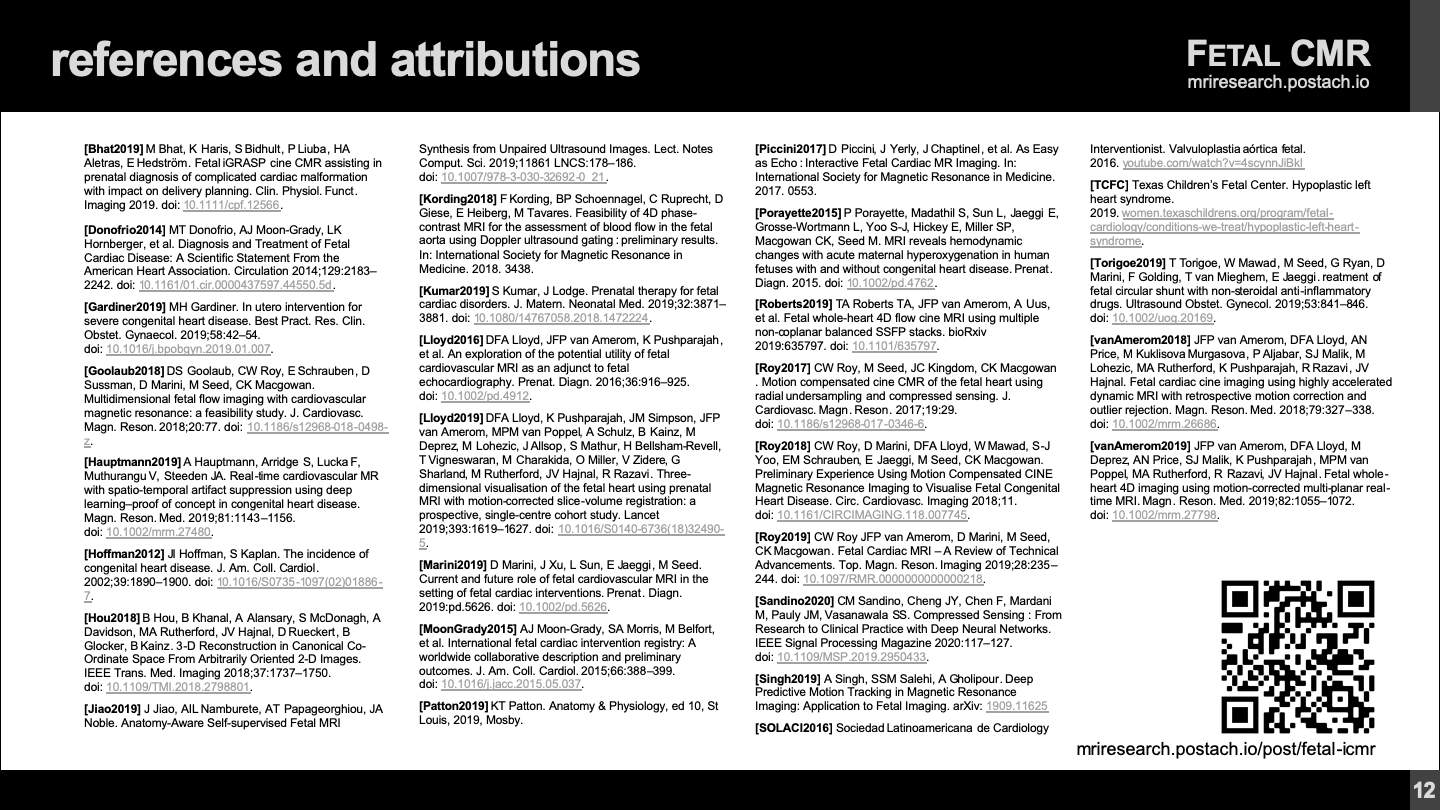 references and attributions
FETAL CMR
mriresearch.postach.io
[Bhat2019] M Bhat, K Haris, S Bidhult, P Liuba, HA
Aletras, E Hedström. Fetal iGRASP cine CMR assisting in
prenatal diagnosis of complicated cardiac malformation
with impact on delivery planning. Clin. Physiol. Funct.
Imaging 2019. doi: 10.1111/cpf.12566.
[Donofrio2014] MT Donofrio, AJ Moon-Grady, LK
Hornberger, et al. Diagnosis and Treatment of Fetal
Cardiac Disease: A Scientific Statement From the
American Heart Association. Circulation 2014;129:2183–
2242. doi: 10.1161/01.cir.0000437597.44550.5d.
[Gardiner2019] MH Gardiner. In utero intervention for
severe congenital heart disease. Best Pract. Res. Clin.
Obstet. Gynaecol. 2019;58:42–54.
doi: 10.1016/j.bpobgyn.2019.01.007.
[Goolaub2018] DS Goolaub, CW Roy, E Schrauben, D
Sussman, D Marini, M Seed, CK Macgowan.
Multidimensional fetal flow imaging with cardiovascular
magnetic resonance: a feasibility study. J. Cardiovasc.
Magn. Reson. 2018;20:77. doi: 10.1186/s12968-018-0498-
z.
[Hauptmann2019] A Hauptmann, Arridge S, Lucka F,
Muthurangu V, Steeden JA. Real-time cardiovascular MR
with spatio-temporal artifact suppression using deep
learning–proof of concept in congenital heart disease.
Magn. Reson. Med. 2019;81:1143–1156.
doi: 10.1002/mrm.27480.
[Hoffman2012] JI Hoffman, S Kaplan. The incidence of
congenital heart disease. J. Am. Coll. Cardiol.
2002;39:1890–1900. doi: 10.1016/S0735-1097(02)01886-
7.
[Hou2018] B Hou, B Khanal, A Alansary, S McDonagh, A
Davidson, MA Rutherford, JV Hajnal, D Rueckert, B
Glocker, B Kainz. 3-D Reconstruction in Canonical Co-
Ordinate Space From Arbitrarily Oriented 2-D Images.
IEEE Trans. Med. Imaging 2018;37:1737–1750.
doi: 10.1109/TMI.2018.2798801.
[Jiao2019] J Jiao, AIL Namburete, AT Papageorghiou, JA
Noble. Anatomy-Aware Self-supervised Fetal MRI
Synthesis from Unpaired Ultrasound Images. Lect. Notes
Comput. Sci. 2019;11861 LNCS:178–186.
doi: 10.1007/978-3-030-32692-0_21.
[Kording2018] F Kording, BP Schoennagel, C Ruprecht, D
Giese, E Heiberg, M Tavares. Feasibility of 4D phase-
contrast MRI for the assessment of blood flow in the fetal
aorta using Doppler ultrasound gating : preliminary results.
In: International Society for Magnetic Resonance in
Medicine. 2018. 3438.
[Kumar2019] S Kumar, J Lodge. Prenatal therapy for fetal
cardiac disorders. J. Matern. Neonatal Med. 2019;32:3871–
3881. doi: 10.1080/14767058.2018.1472224.
[Lloyd2016] DFA Lloyd, JFP van Amerom, K Pushparajah,
et al. An exploration of the potential utility of fetal
cardiovascular MRI as an adjunct to fetal
echocardiography. Prenat. Diagn. 2016;36:916–925.
doi: 10.1002/pd.4912.
[Lloyd2019] DFA Lloyd, K Pushparajah, JM Simpson, JFP
van Amerom, MPM van Poppel, A Schulz, B Kainz, M
Deprez, M Lohezic, J Allsop, S Mathur, H Bellsham-Revell,
T Vigneswaran, M Charakida, O Miller, V Zidere, G
Sharland, M Rutherford, JV Hajnal, R Razavi. Three-
dimensional visualisation of the fetal heart using prenatal
MRI with motion-corrected slice-volume registration: a
prospective, single-centre cohort study. Lancet
2019;393:1619–1627. doi: 10.1016/S0140-6736(18)32490-
5.
[Marini2019] D Marini, J Xu, L Sun, E Jaeggi, M Seed.
Current and future role of fetal cardiovascular MRI in the
setting of fetal cardiac interventions. Prenat. Diagn.
2019:pd.5626. doi: 10.1002/pd.5626.
[MoonGrady2015] AJ Moon-Grady, SA Morris, M Belfort,
et al. International fetal cardiac intervention registry: A
worldwide collaborative description and preliminary
outcomes. J. Am. Coll. Cardiol. 2015;66:388–399.
doi: 10.1016/j.jacc.2015.05.037.
[Patton2019] KT Patton. Anatomy & Physiology, ed 10, St
Louis, 2019, Mosby.
[Piccini2017] D Piccini, J Yerly, J Chaptinel, et al. As Easy
as Echo : Interactive Fetal Cardiac MR Imaging. In:
International Society for Magnetic Resonance in Medicine.
2017. 0553.
[Porayette2015] P Porayette, Madathil S, Sun L, Jaeggi E,
Grosse-Wortmann L, Yoo S-J, Hickey E, Miller SP,
Macgowan CK, Seed M. MRI reveals hemodynamic
changes with acute maternal hyperoxygenation in human
fetuses with and without congenital heart disease. Prenat.
Diagn. 2015. doi: 10.1002/pd.4762.
[Roberts2019] TA Roberts TA, JFP van Amerom, A Uus,
et al. Fetal whole-heart 4D flow cine MRI using multiple
non-coplanar balanced SSFP stacks. bioRxiv
2019:635797. doi: 10.1101/635797.
[Roy2017] CW Roy, M Seed, JC Kingdom, CK Macgowan
. Motion compensated cine CMR of the fetal heart using
radial undersampling and compressed sensing. J.
Cardiovasc. Magn. Reson. 2017;19:29.
doi: 10.1186/s12968-017-0346-6.
[Roy2018] CW Roy, D Marini, DFA Lloyd, W Mawad, S-J
Yoo, EM Schrauben, E Jaeggi, M Seed, CK Macgowan.
Preliminary Experience Using Motion Compensated CINE
Magnetic Resonance Imaging to Visualise Fetal Congenital
Heart Disease. Circ. Cardiovasc. Imaging 2018;11.
doi: 10.1161/CIRCIMAGING.118.007745.
[Roy2019] CW Roy JFP van Amerom, D Marini, M Seed,
CK Macgowan. Fetal Cardiac MRI – A Review of Technical
Advancements. Top. Magn. Reson. Imaging 2019;28:235–
244. doi: 10.1097/RMR.0000000000000218.
[Sandino2020] CM Sandino, Cheng JY, Chen F, Mardani
M, Pauly JM, Vasanawala SS. Compressed Sensing : From
Research to Clinical Practice with Deep Neural Networks.
IEEE Signal Processing Magazine 2020:117–127.
doi: 10.1109/MSP.2019.2950433.
[Singh2019] A Singh, SSM Salehi, A Gholipour. Deep
Predictive Motion Tracking in Magnetic Resonance
Imaging: Application to Fetal Imaging. arXiv: 1909.11625
[SOLACI2016] Sociedad Latinoamericana de Cardiology
Interventionist. Valvuloplastia aórtica fetal.
2016. youtube.com/watch?v=4scynnJiBkI
[TCFC] Texas Children's Fetal Center. Hypoplastic left
heart syndrome.
2019. women.texaschildrens.org/program/fetal-
cardiology/conditions-we-treat/hypoplastic-left-heart-
syndrome.
[Torigoe2019] T Torigoe, W Mawad, M Seed, G Ryan, D
Marini, F Golding, T van Mieghem, E Jaeggi. reatment of
fetal circular shunt with non-steroidal anti-inflammatory
drugs. Ultrasound Obstet. Gynecol. 2019;53:841–846.
doi: 10.1002/uog.20169.
[vanAmerom2018] JFP van Amerom, DFA Lloyd, AN
Price, M Kuklisova Murgasova, P Aljabar, SJ Malik, M
Lohezic, MA Rutherford, K Pushparajah, R Razavi, JV
Hajnal. Fetal cardiac cine imaging using highly accelerated
dynamic MRI with retrospective motion correction and
outlier rejection. Magn. Reson. Med. 2018;79:327–338.
doi: 10.1002/mrm.26686.
[vanAmerom2019] JFP van Amerom, DFA Lloyd, M
Deprez, AN Price, SJ Malik, K Pushparajah, MPM van
Poppel, MA Rutherford, R Razavi, JV Hajnal. Fetal whole-
heart 4D imaging using motion-corrected multi-planar real-
time MRI. Magn. Reson. Med. 2019;82:1055–1072.
doi: 10.1002/mrm.27798.
mriresearch.postach.io/post/fetal-icmr
12